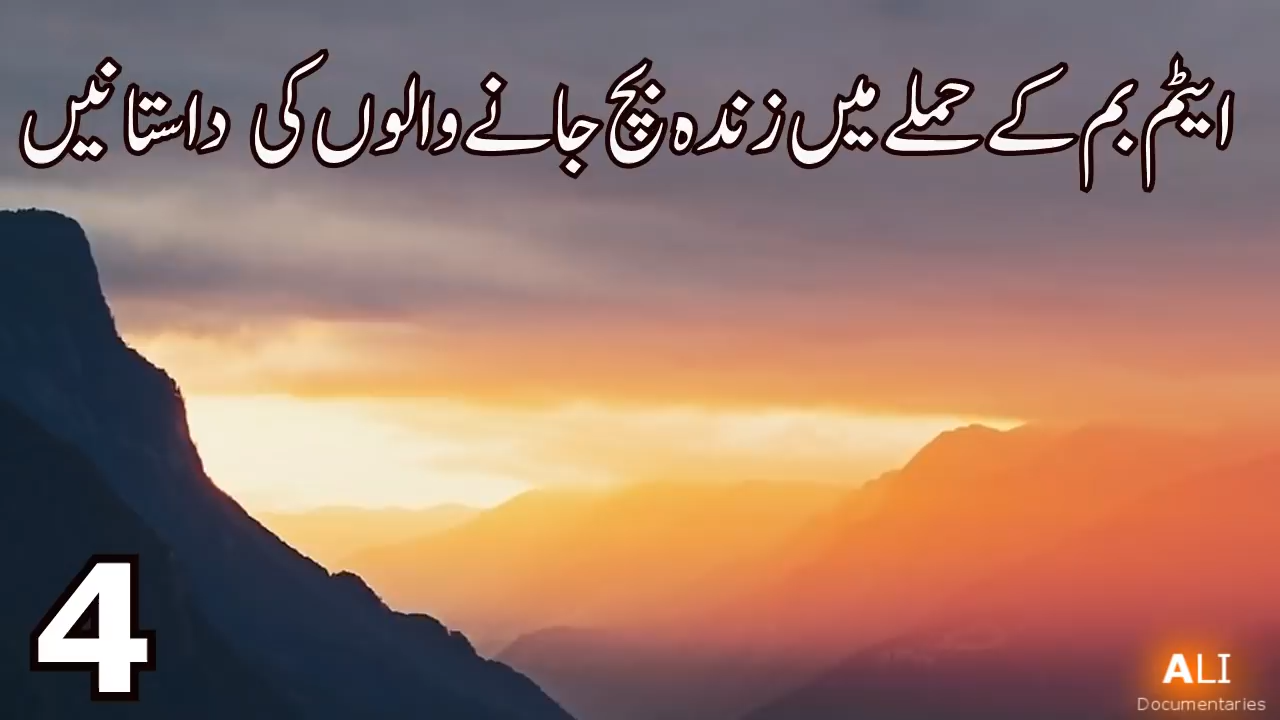 ایٹم بم کے حملے میں زندہ بچ جانے والوں کی داستانیں
4
ALI
Documentaries